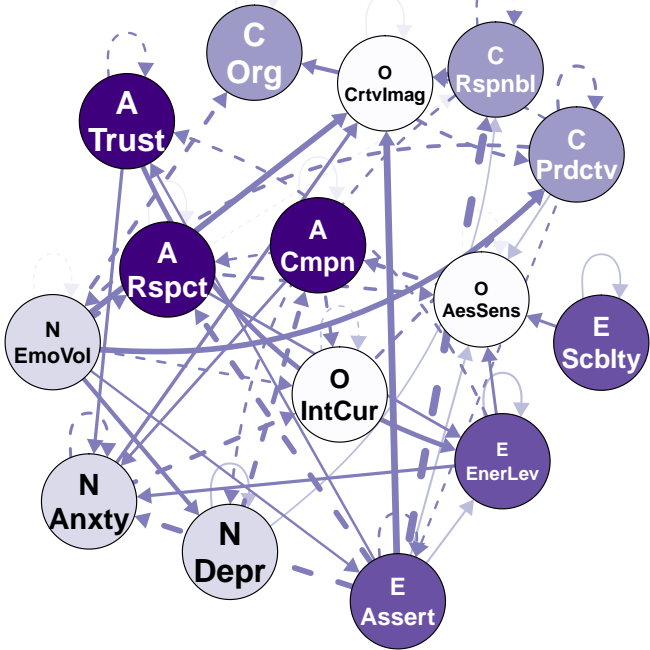 C
Org
O
CrtvImag
C
Rspnbl
A
Trust
C
Prdctv
A
Rspct
A
Cmpn
O
AesSens
N
EmoVol
E
Scblty
O
IntCur
E
EnerLev
N
Anxty
N
Depr
E
Assert